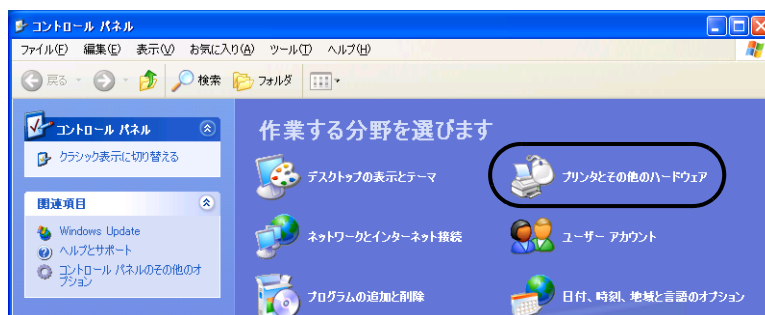 コントロール パネル
ファイル(F) 編集(E) 表示(V) お気に入り(A) ツール(T) ヘルプ(H)
戻る 検索 フォルダ
コントロール パネル
クラシック表示に切り替える
関連項目
Windows Update
ヘルプとサポート
コントロール パネルのその他のオ
プション
作業する分野を選びます
デスクトップの表示とテーマ
プリンタとその他のハードウェア
ネットワークとインターネット接続
ユーザー アカウント
プログラムの追加と削除
日付、時刻、地域と言語のオプション